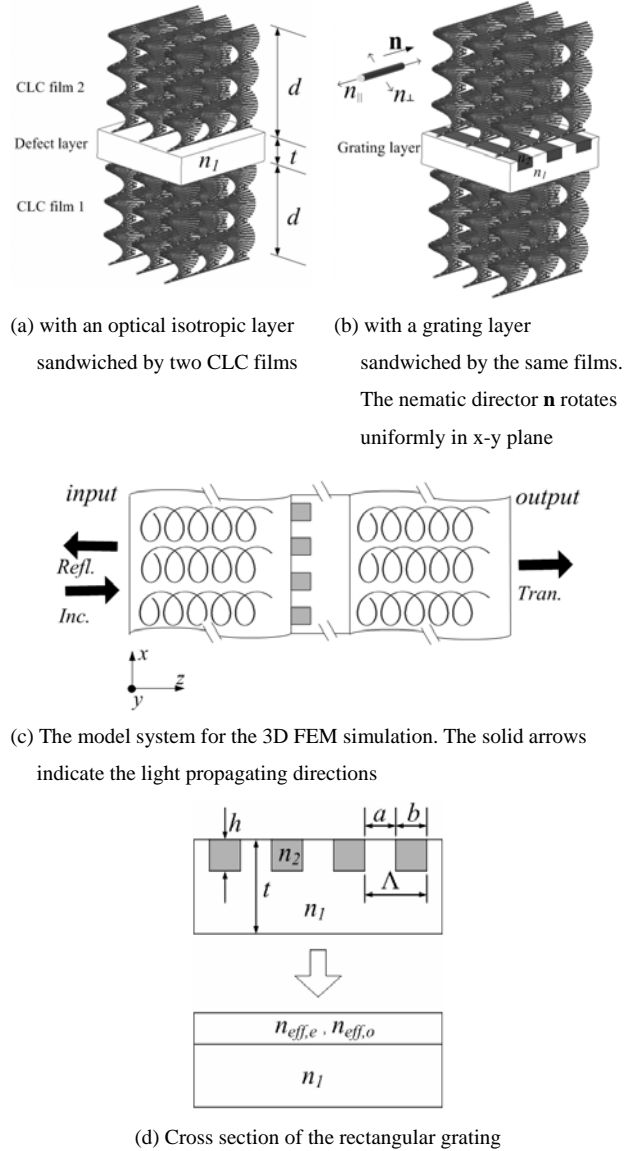 CLC film 2
Defect layer
n1
CLC film 1
d
t
d
n
n||
n⊥
Grating layer
n2
n1
(a) with an optical isotropic layer
sandwiched by two CLC films
(b) with a grating layer
sandwiched by the same films.
The nematic director n rotates
uniformly in x-y plane
input
output
Refl.
Inc.
Tran.
x
z
y
(c) The model system for the 3D FEM simulation. The solid arrows
indicate the light propagating directions
h
a
b
n2
t
Λ
n1
neff,e , neff,o
n1
(d) Cross section of the rectangular grating